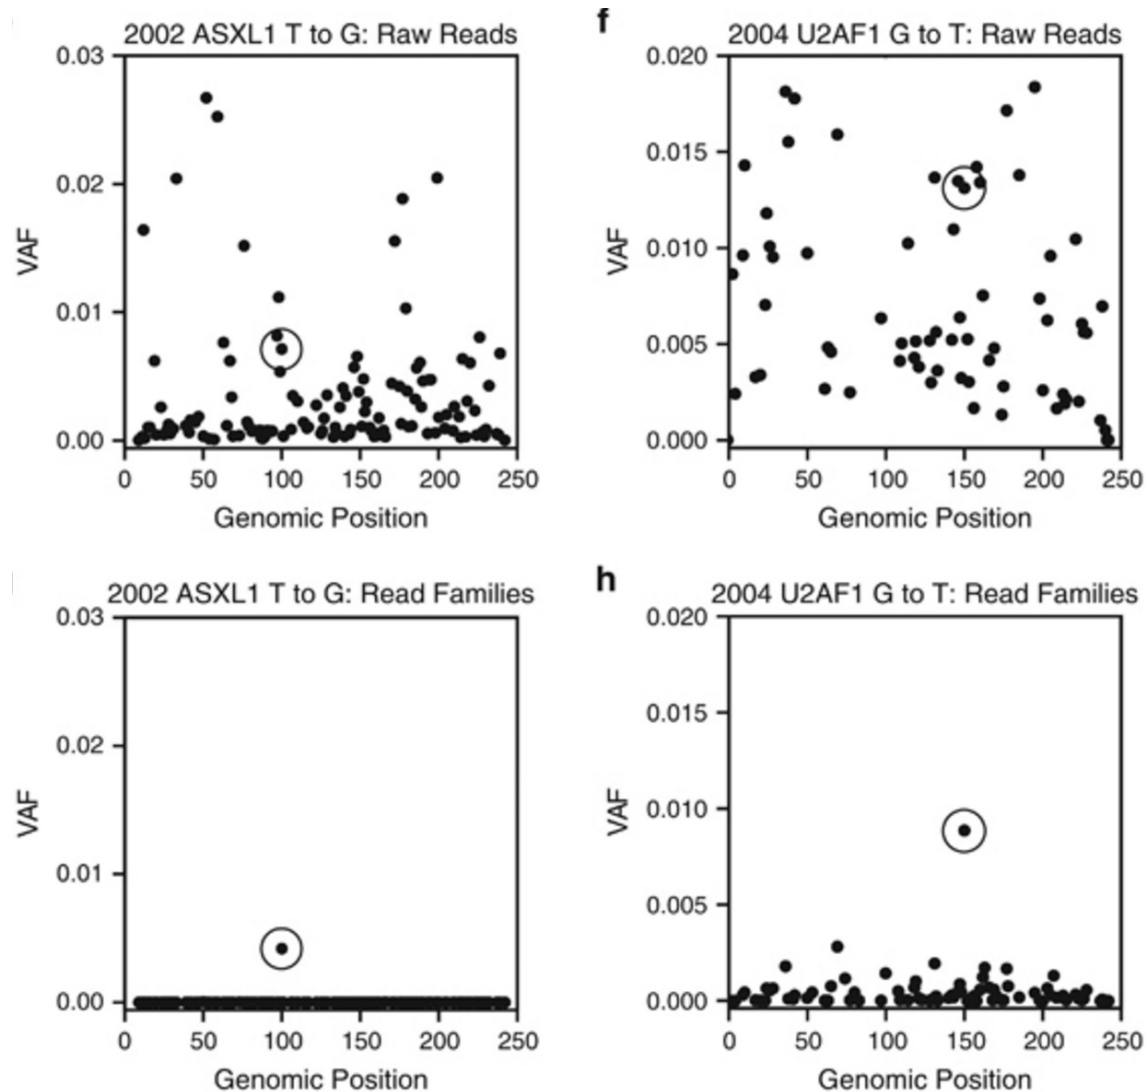 2002 ASXL1 T to G: Raw Reads
0.03
0.02
0.01
0.00
VAF
0 50 100 150 200 250
Genomic Position
f
2004 U2AF1 G to T: Raw Reads
0.020
0.015
0.010
0.005
0.000
VAF
0 50 100 150 200 250
Genomic Position
2002 ASXL1 T to G: Read Families
0.03
0.02
0.01
0.00
VAF
0 50 100 150 200 250
Genomic Position
h
2004 U2AF1 G to T: Read Families
0.020
0.015
0.010
0.005
0.000
VAF
0 50 100 150 200 250
Genomic Position